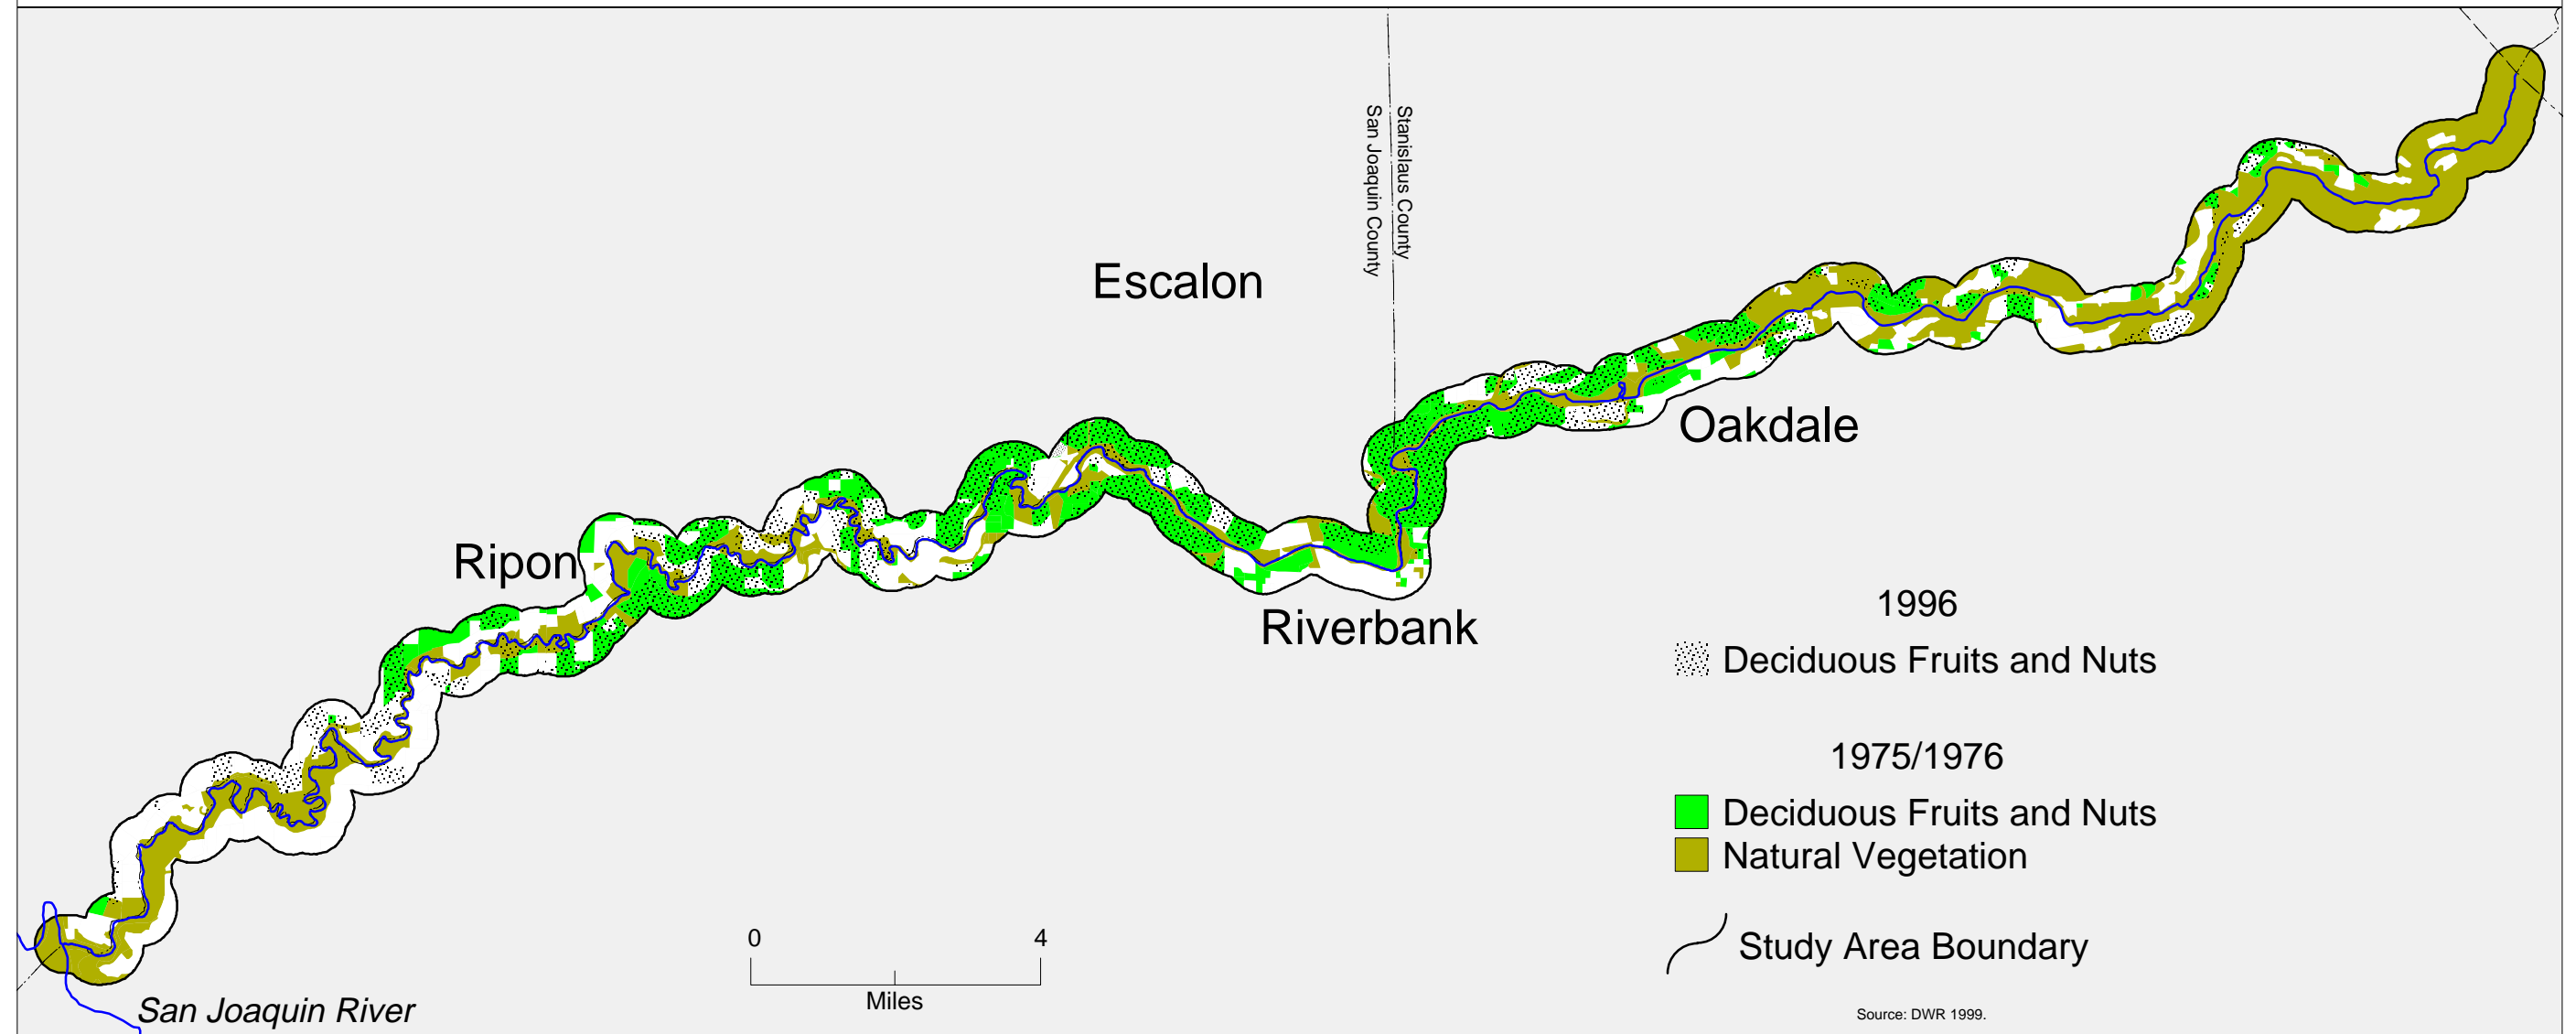 Stanislaus County
San Joaquin County
Escalon
Oakdale
Ripon
Riverbank
1996
Deciduous Fruits and Nuts
1975/1976
Deciduous Fruits and Nuts
Natural Vegetation
Study Area Boundary
0 4
Miles
San Joaquin River
Source: DWR 1999.